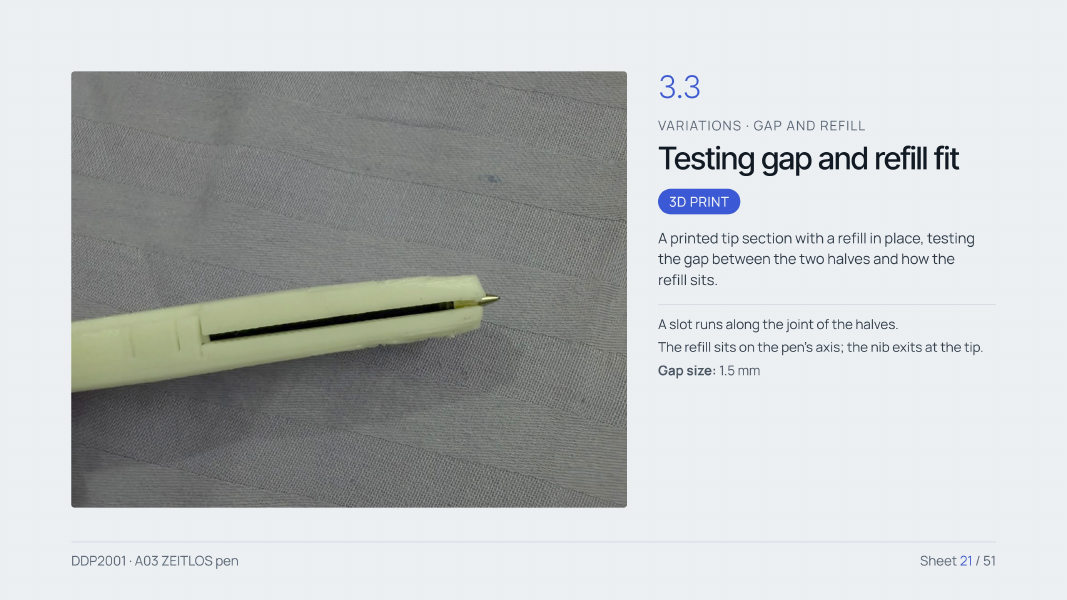 3.3
VARIATIONS · GAP AND REFILL
Testing gap and refill fit
3D PRINT
A printed tip section with a refill in place, testing
the gap between the two halves and how the
refill sits.
A slot runs along the joint of the halves.
The refill sits on the pen's axis; the nib exits at the tip.
Gap size: 1.5 mm
DDP2001 · A03 ZEITLOS pen
Sheet 21 / 51